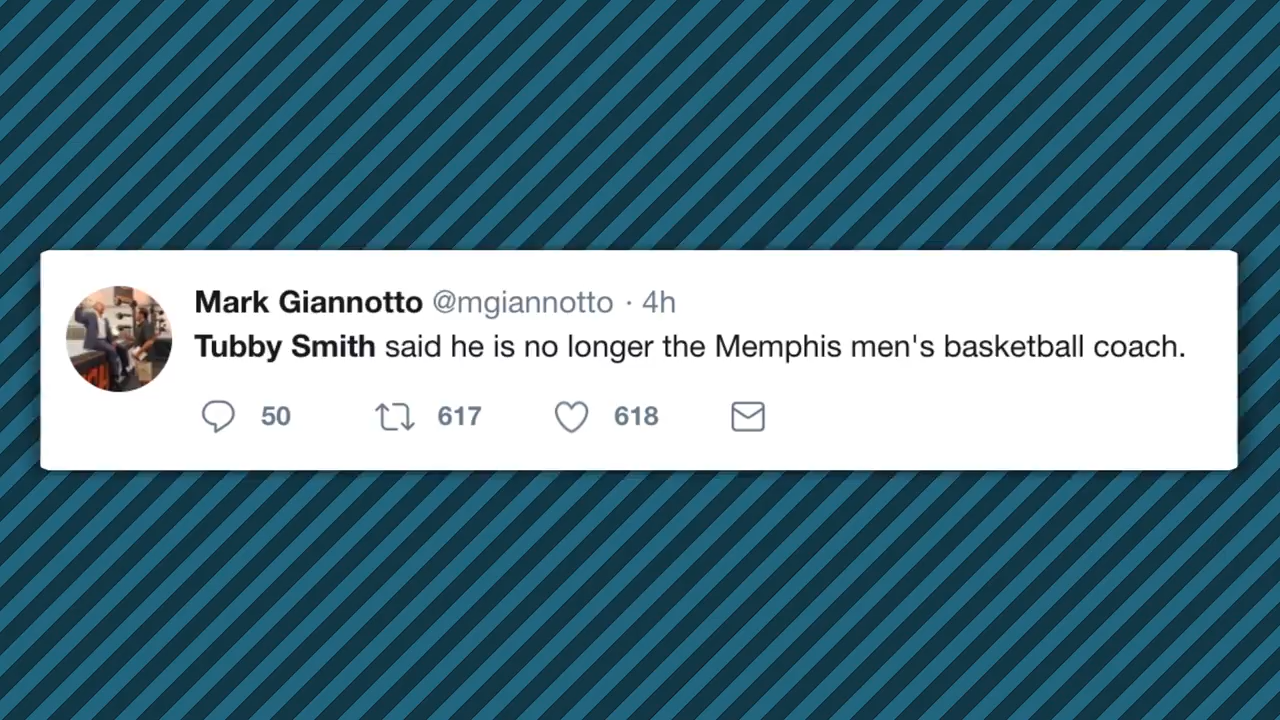 Mark Giannotto @mgiannotto · 4h
Tubby Smith said he is no longer the Memphis men's basketball coach.
50 617 618